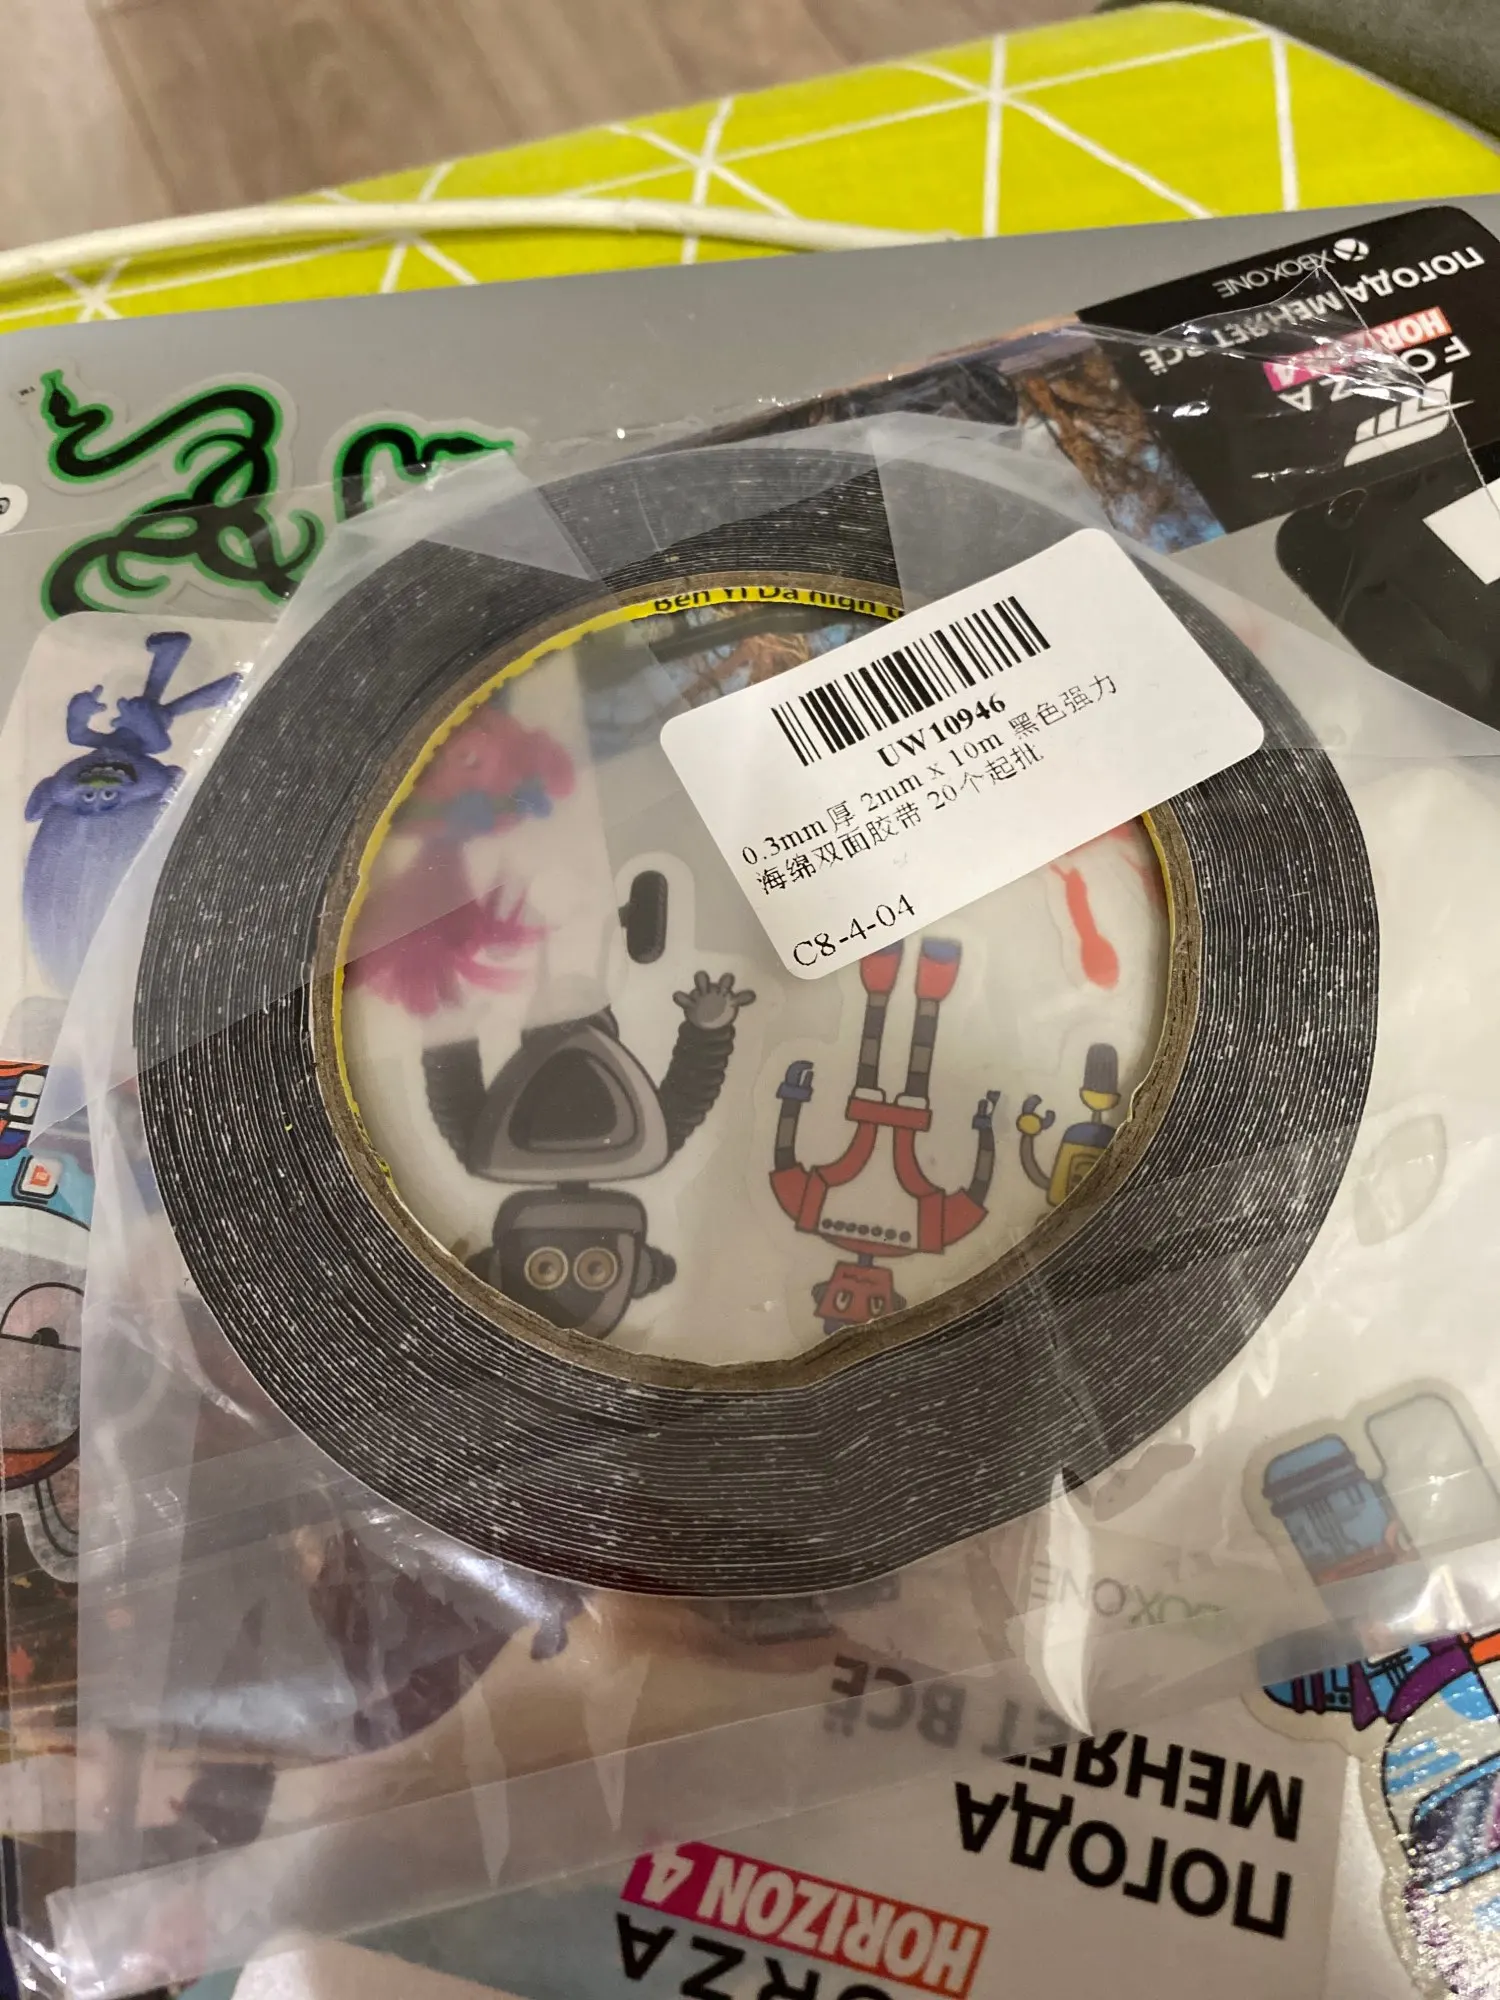 XBOX ONE
ПОГОДА МЕНЯЕТ ВСЁ
FORZA
HORIZON 4
TM
Ben Yi Da high
UW10946
0.3mm厚 2mm x 10m 黑色强力
海绵双面胶带 20个起批
C8-4-04
XBOX ONE
ПОГОДА
МЕНЯЕТ ВСЁ
FORZA
HORIZON 4